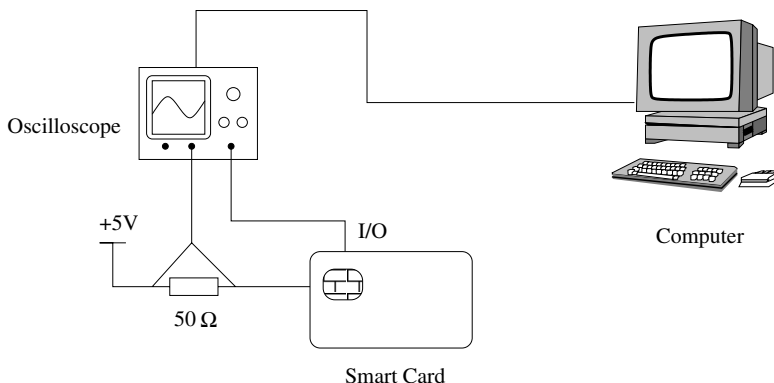 Oscilloscope
+5V
I/O
Computer
50 Ω
Smart Card